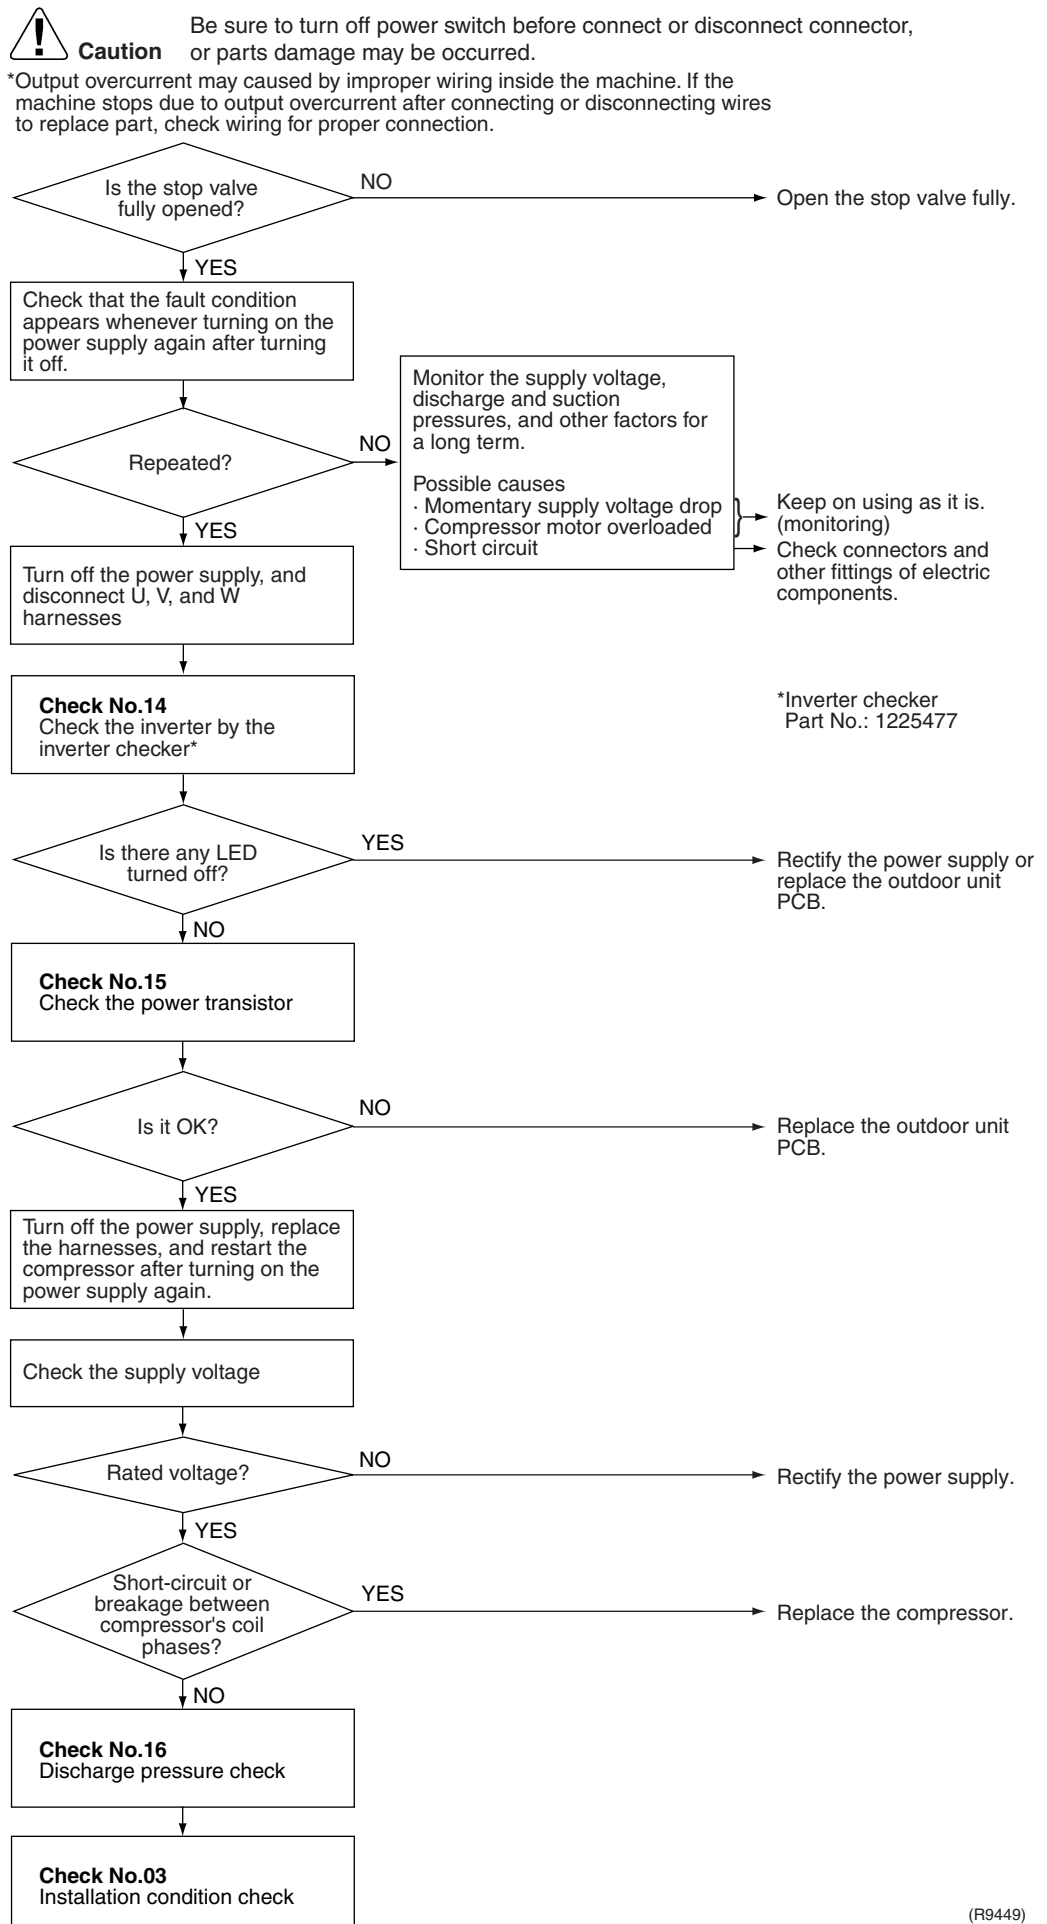 Be sure to turn off power switch before connect or disconnect connector,
Caution or parts damage may be occurred.
*Output overcurrent may caused by improper wiring inside the machine. If the
machine stops due to output overcurrent after connecting or disconnecting wires
to replace part, check wiring for proper connection.
Is the stop valve
fully opened?
NO
Open the stop valve fully.
YES
Check that the fault condition
appears whenever turning on the
power supply again after turning
it off.
Repeated?
NO
Monitor the supply voltage,
discharge and suction
pressures, and other factors for
a long term.
Possible causes
· Momentary supply voltage drop
· Compressor motor overloaded
· Short circuit
Keep on using as it is.
(monitoring)
Check connectors and
other fittings of electric
components.
YES
Turn off the power supply, and
disconnect U, V, and W
harnesses
Check No.14
Check the inverter by the
inverter checker*
*Inverter checker
Part No.: 1225477
Is there any LED
turned off?
YES
Rectify the power supply or
replace the outdoor unit
PCB.
NO
Check No.15
Check the power transistor
Is it OK?
NO
Replace the outdoor unit
PCB.
YES
Turn off the power supply, replace
the harnesses, and restart the
compressor after turning on the
power supply again.
Check the supply voltage
Rated voltage?
NO
Rectify the power supply.
YES
Short-circuit or
breakage between
compressor's coil
phases?
YES
Replace the compressor.
NO
Check No.16
Discharge pressure check
Check No.03
Installation condition check
(R9449)